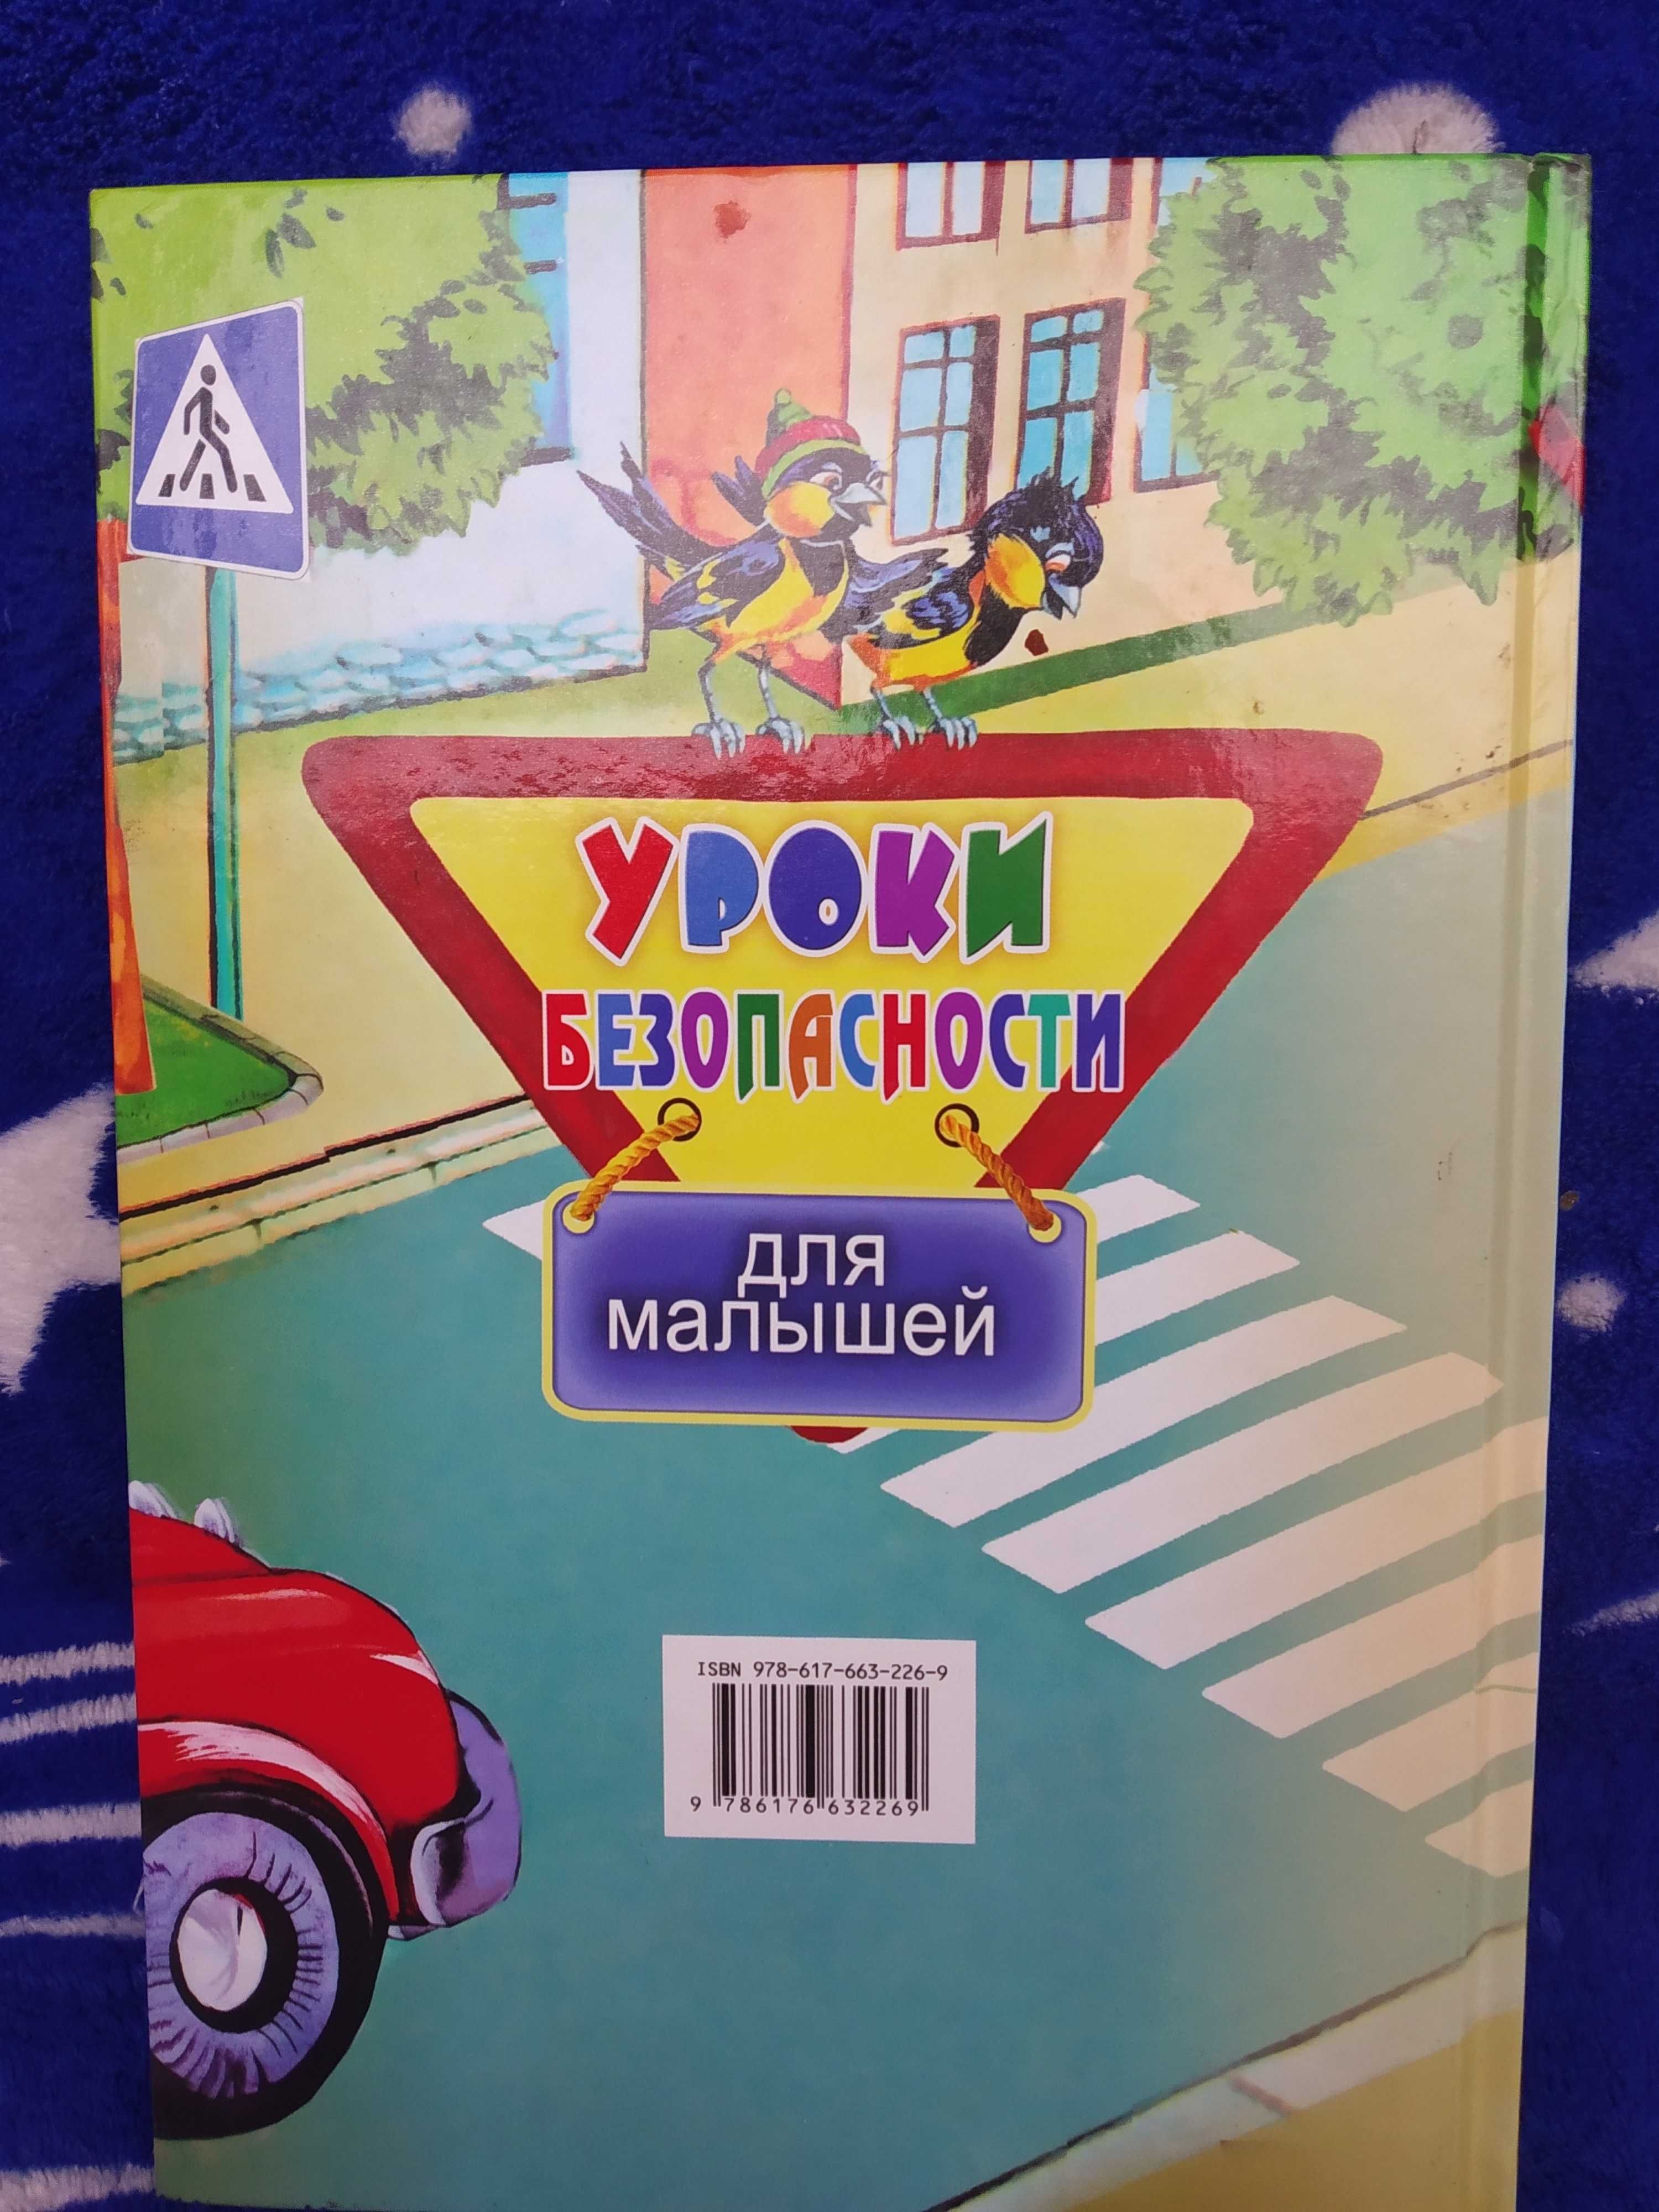 УРОКИ
БЕЗОПАСНОСТИ
для
малышей
ISBN 978-617-663-226-9
9 786176 632269